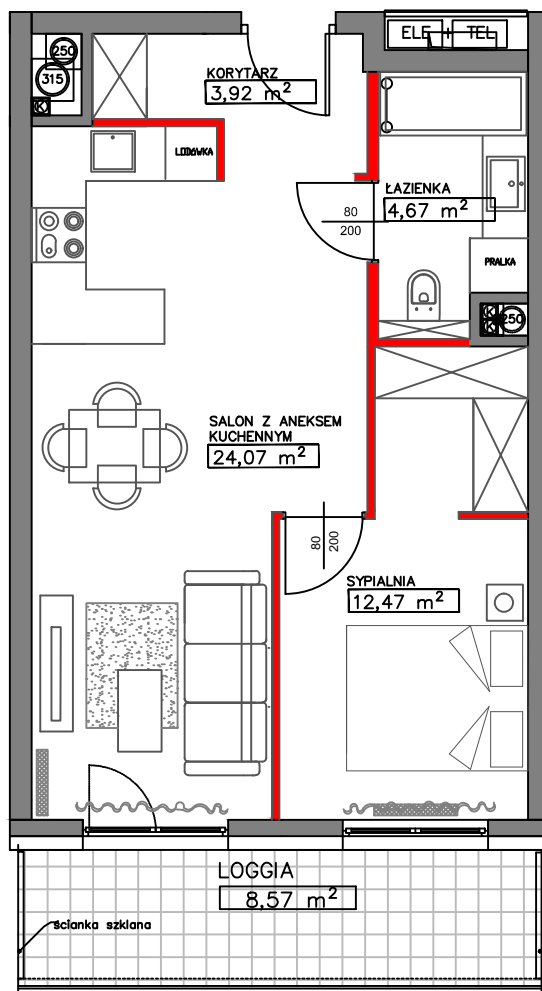 ELE + TEL
250
315
K
KORYTARZ
3,92 m²
LODÓWKA
ŁAZIENKA
4,67 m²
80
200
PRALKA
K
K
250
SALON Z ANEKSEM
KUCHENNYM
24,07 m²
80
200
SYPIALNIA
12,47 m²
LOGGIA
8,57 m²
ścianka szklana